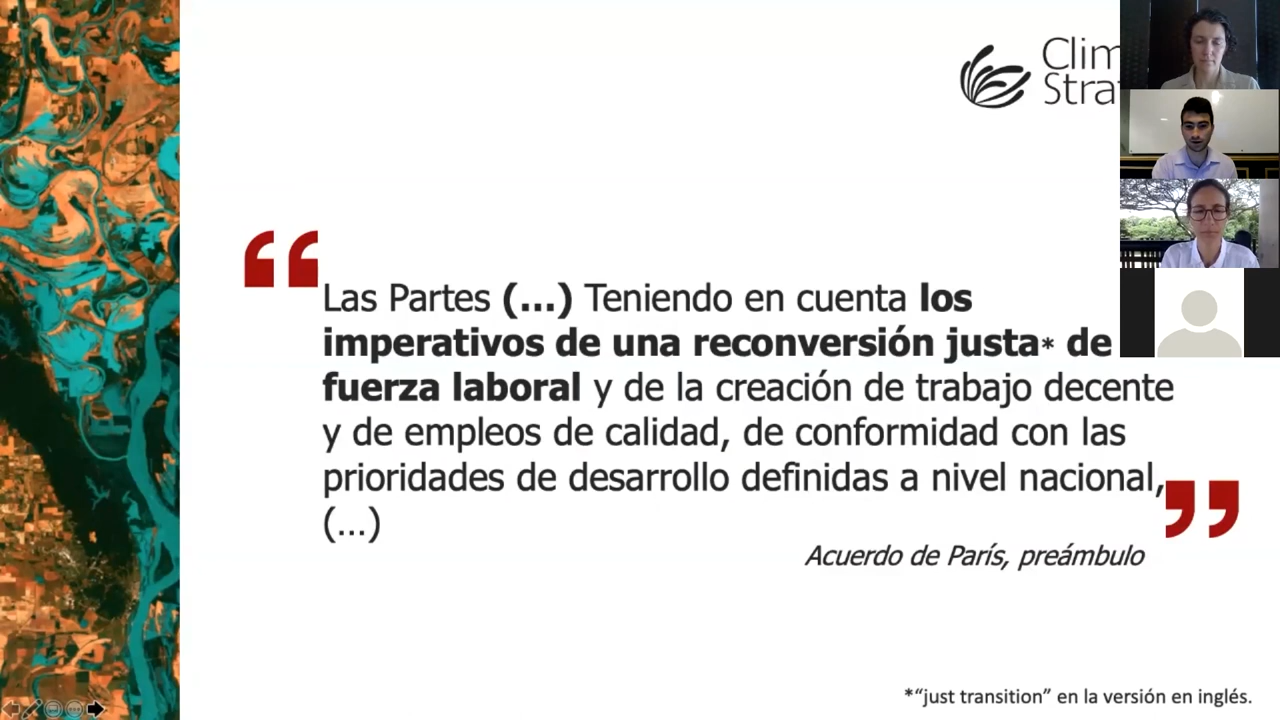 Las Partes (...) Teniendo en cuenta los
imperativos de una reconversión justa* de
fuerza laboral y de la creación de trabajo decente
y de empleos de calidad, de conformidad con las
prioridades de desarrollo definidas a nivel nacional,
(...)
Acuerdo de París, preámbulo
*“just transition” en la versión en inglés.